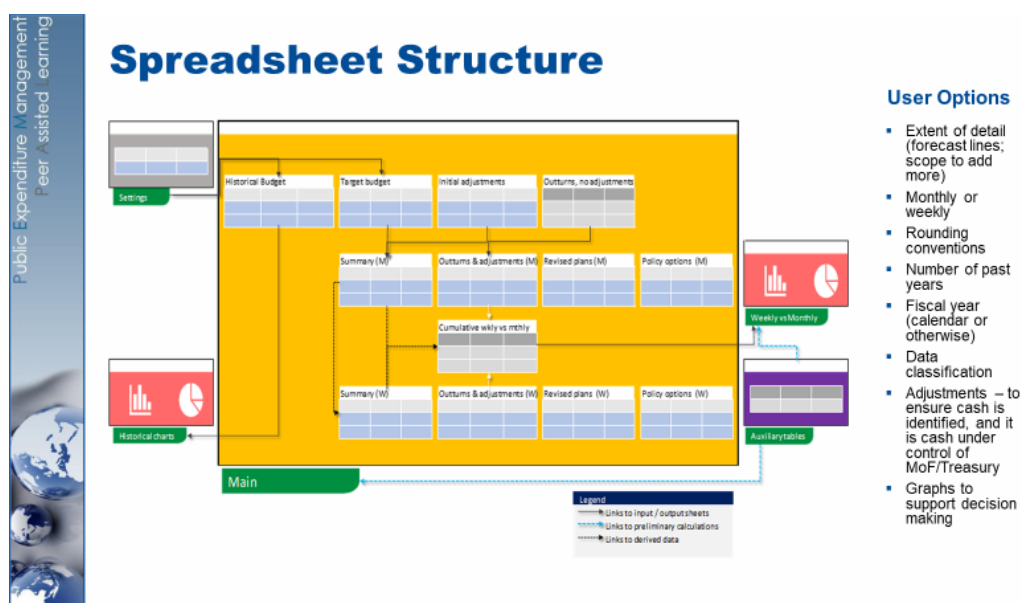 Public Expenditure Management
Peer Assisted Learning
Spreadsheet Structure
Settings
Historical Budget
Target budget
Initial adjustments
Outturns, no adjustments
Summary (M)
Outturns & adjustments (M)
Revised plans (M)
Policy options (M)
Cumulative wkly vs mthly
Summary (W)
Outturns & adjustments (W)
Revised plans (W)
Policy options (W)
Historical charts
Weekly vs Monthly
Auxiliary tables
Main
Legend
Links to input / output sheets
Links to preliminary calculations
Links to derived data
User Options
▪ Extent of detail
(forecast lines;
scope to add
more)
▪ Monthly or
weekly
▪ Rounding
conventions
▪ Number of past
years
▪ Fiscal year
(calendar or
otherwise)
▪ Data
classification
▪ Adjustments – to
ensure cash is
identified, and it
is cash under
control of
MoF/Treasury
▪ Graphs to
support decision
making